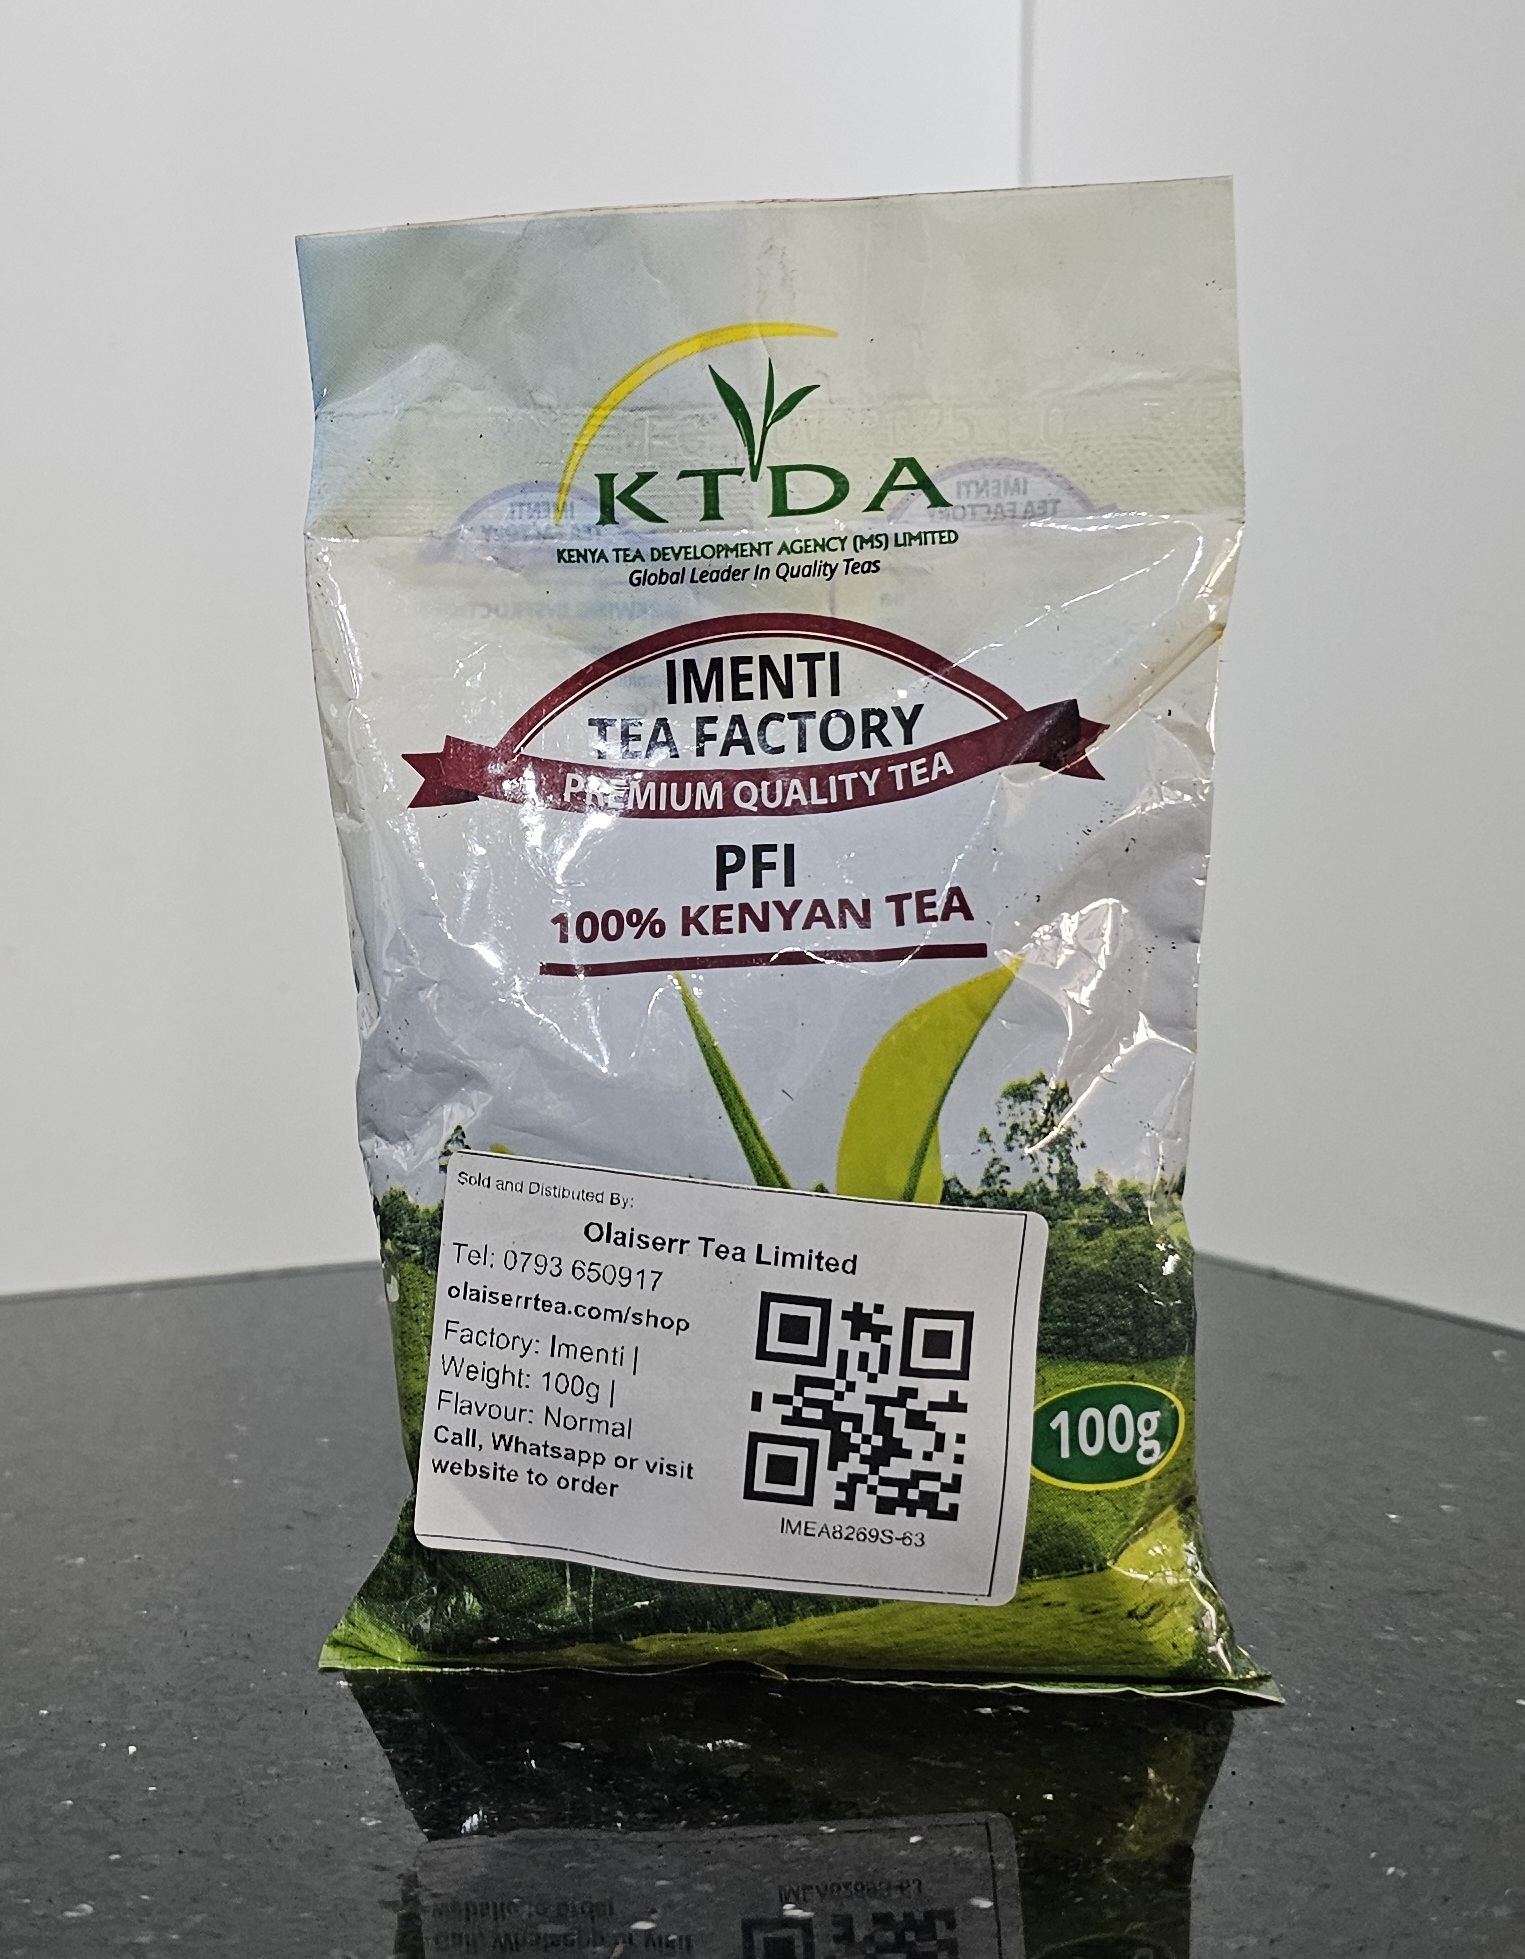 KTDA
KENYA TEA DEVELOPMENT AGENCY (MS) LIMITED
Global Leader In Quality Teas
IMENTI
TEA FACTORY
PREMIUM QUALITY TEA
PFI
100% KENYAN TEA
Sold and Distibuted By:
Olaiserr Tea Limited
Tel: 0793 650917
olaiserrtea.com/shop
Factory: Imenti |
Weight: 100g |
Flavour: Normal
Call, Whatsapp or visit
website to order
IMEA8269S-63
100g